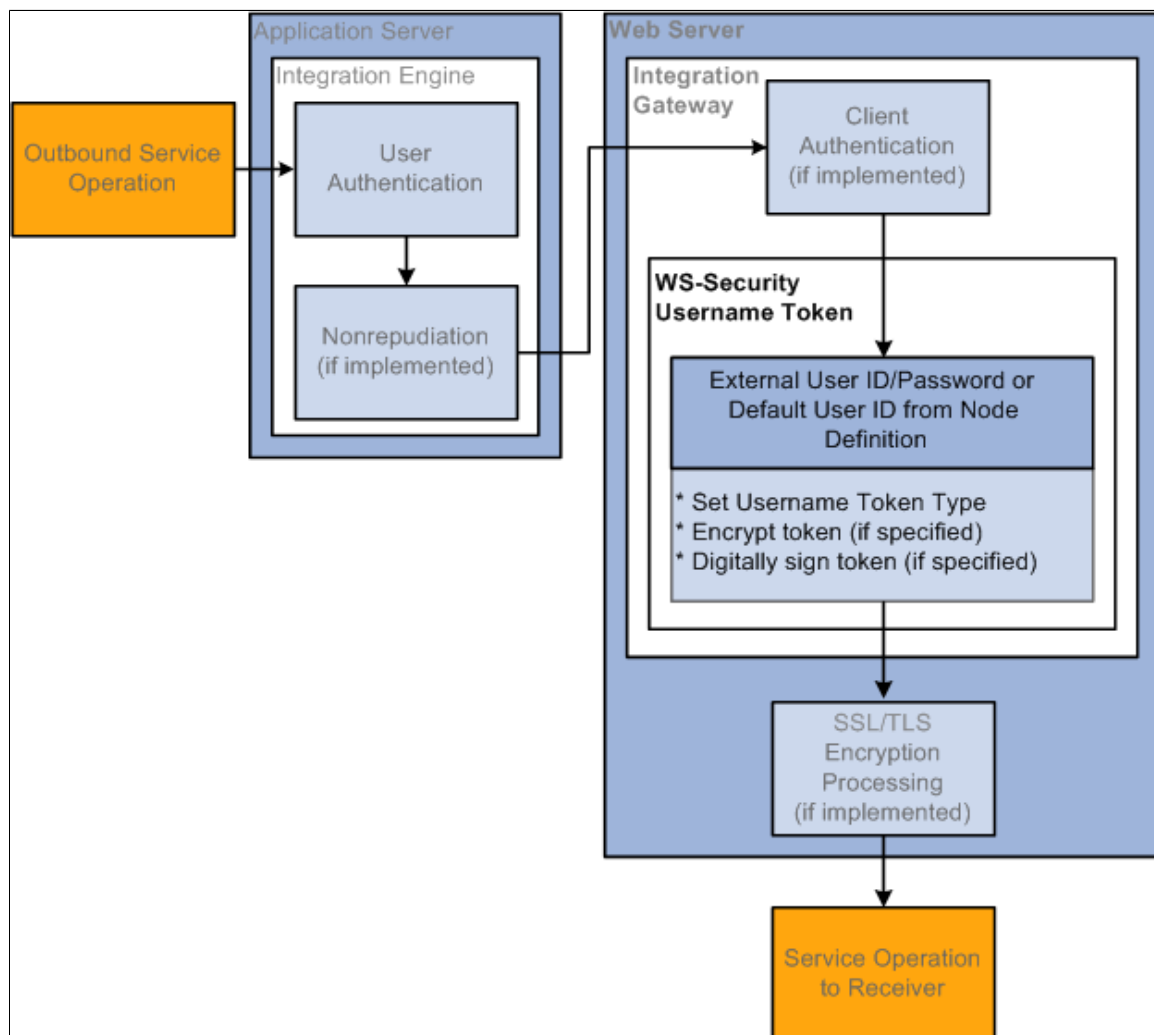 Application Server
Integration Engine
Outbound Service
Operation
User
Authentication
Nonrepudiation
(if implemented)
Web Server
Integration
Gateway
Client
Authentication
(if implemented)
WS-Security
Username Token
External User ID/Password or
Default User ID from Node
Definition
* Set Username Token Type
* Encrypt token (if specified)
* Digitally sign token (if specified)
SSL/TLS
Encryption
Processing
(if implemented)
Service Operation
to Receiver